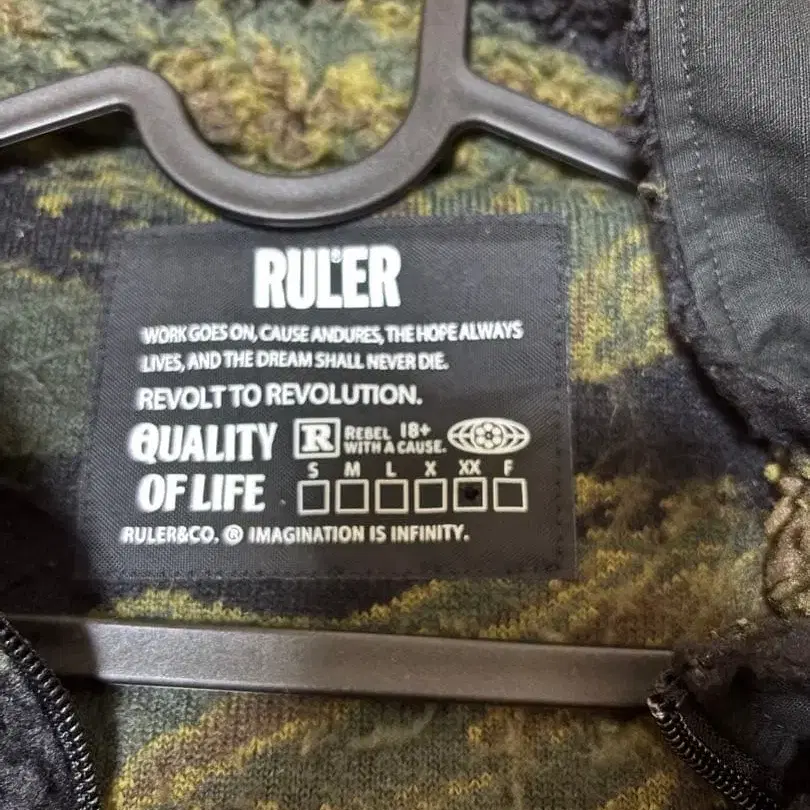 RULER
WORK GOES ON, CAUSE ANDURES, THE HOPE ALWAYS
LIVES, AND THE DREAM SHALL NEVER DIE.
REVOLT TO REVOLUTION.
QUALITY
OF LIFE
R REBEL 18+
WITH A CAUSE.
S M L X XX F
RULER&CO. ® IMAGINATION IS INFINITY.